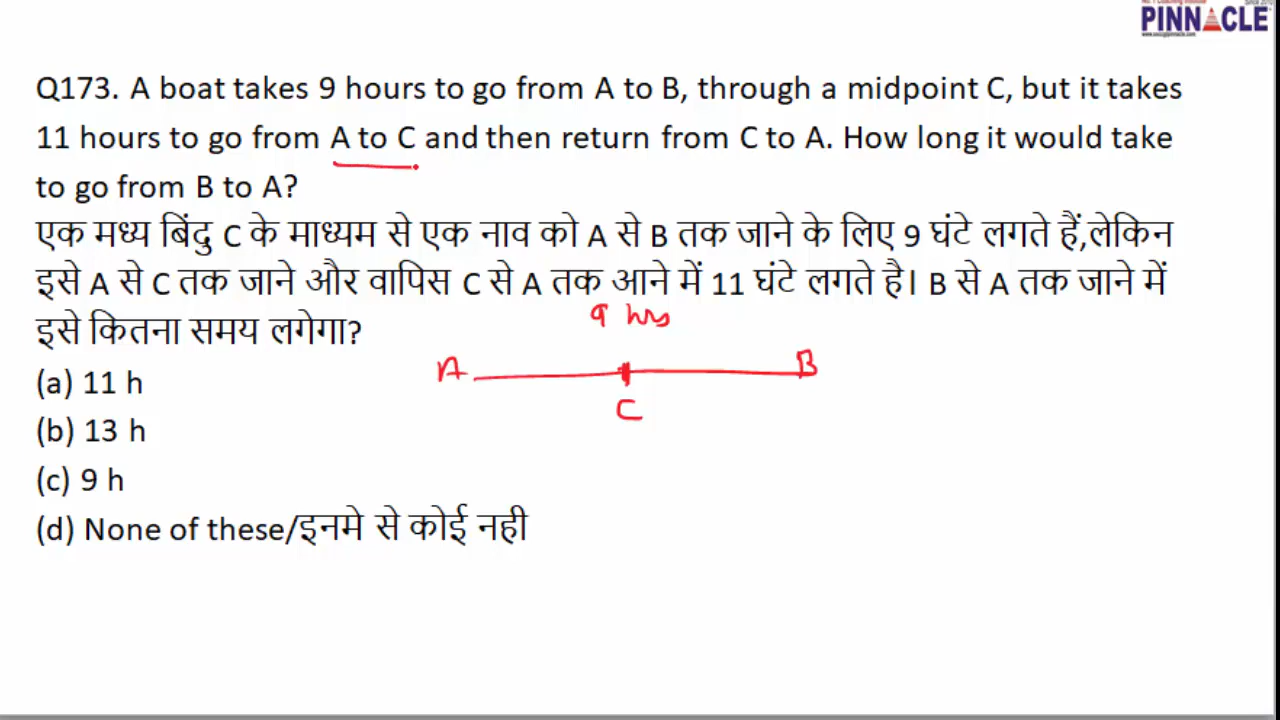 Since 2010
PINNACLE
Q173. A boat takes 9 hours to go from A to B, through a midpoint C, but it takes
11 hours to go from A to C and then return from C to A. How long it would take
to go from B to A?
एक मध्य बिंदु C के माध्यम से एक नाव को A से B तक जाने के लिए 9 घंटे लगते हैं,लेकिन
इसे A से C तक जाने और वापिस C से A तक आने में 11 घंटे लगते है। B से A तक जाने में
इसे कितना समय लगेगा?
9 hrs
A B
C
(a) 11 h
(b) 13 h
(c) 9 h
(d) None of these/इनमे से कोई नही